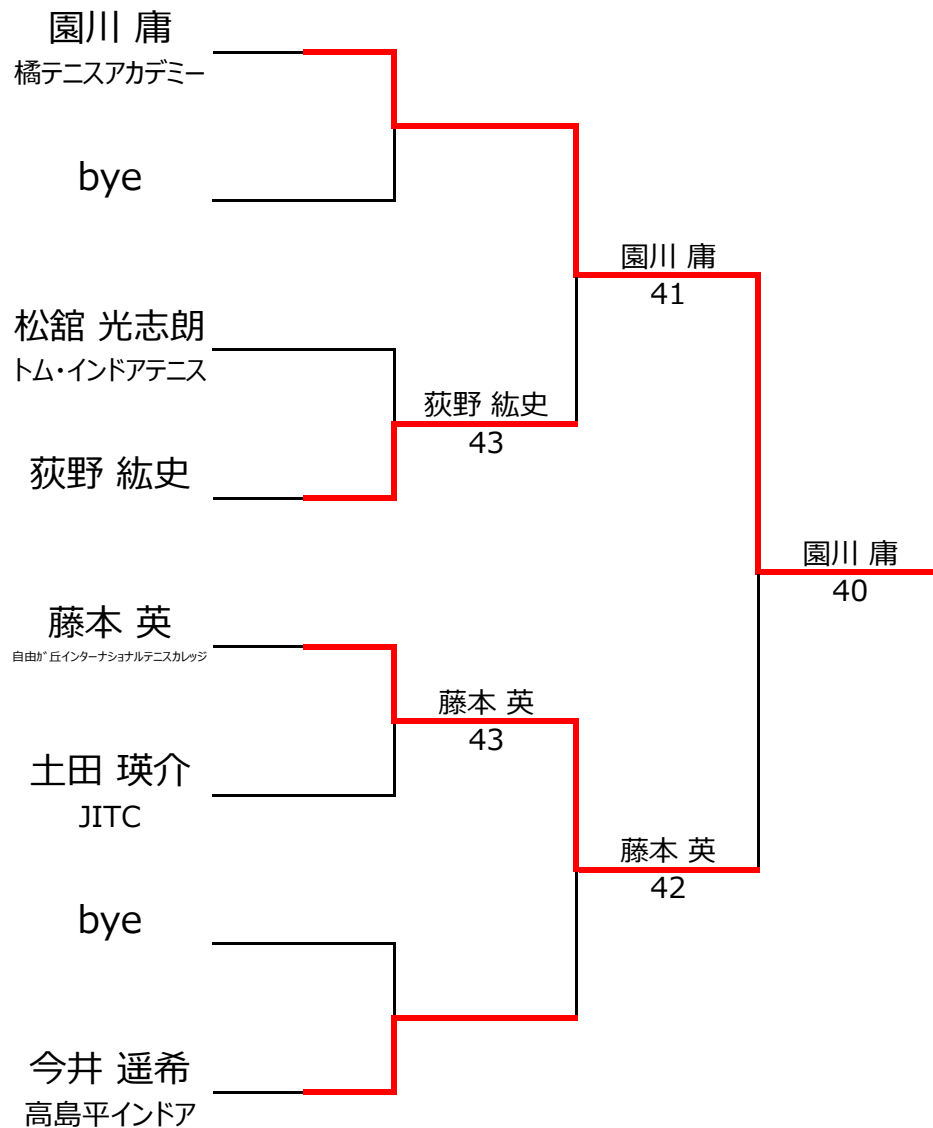 園川 庸
橘テニスアカデミー
bye
松舘 光志朗
トム・インドアテニス
荻野 紘史
藤本 英
自由が丘インターナショナルテニスカレッジ
土田 瑛介
JITC
bye
今井 遥希
高島平インドア
荻野 紘史
43
藤本 英
43
園川 庸
41
藤本 英
42
園川 庸
40